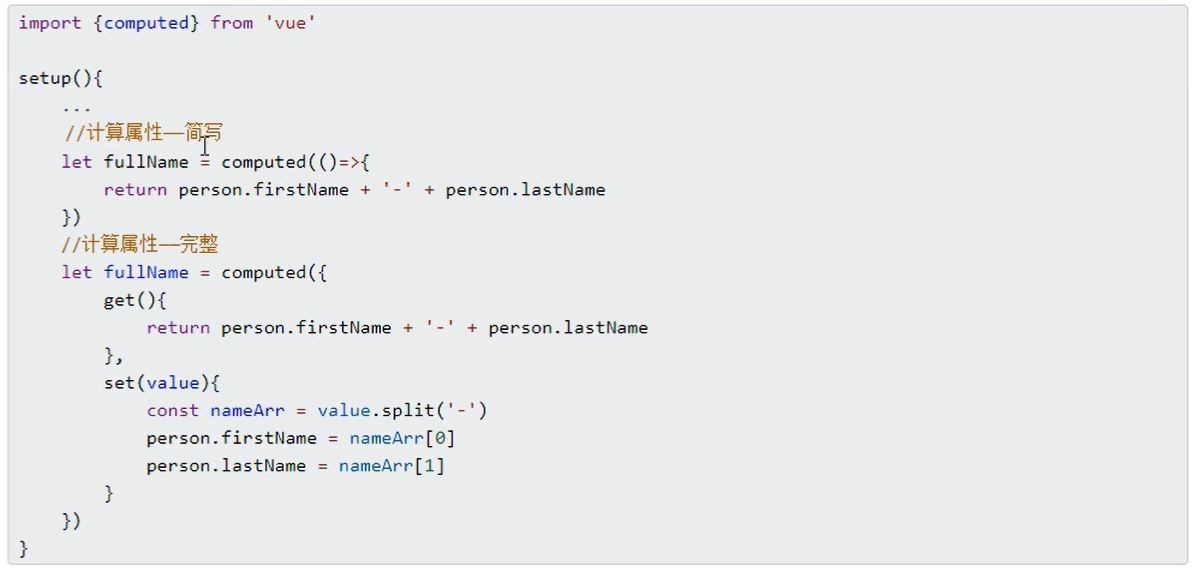 import {computed} from 'vue'
setup(){
    ...
    //计算属性——简写
    let fullName = computed(()=>{
        return person.firstName + '-' + person.lastName
    })
    //计算属性——完整
    let fullName = computed({
        get(){
            return person.firstName + '-' + person.lastName
        },
        set(value){
            const nameArr = value.split('-')
            person.firstName = nameArr[0]
            person.lastName = nameArr[1]
        }
    })
}